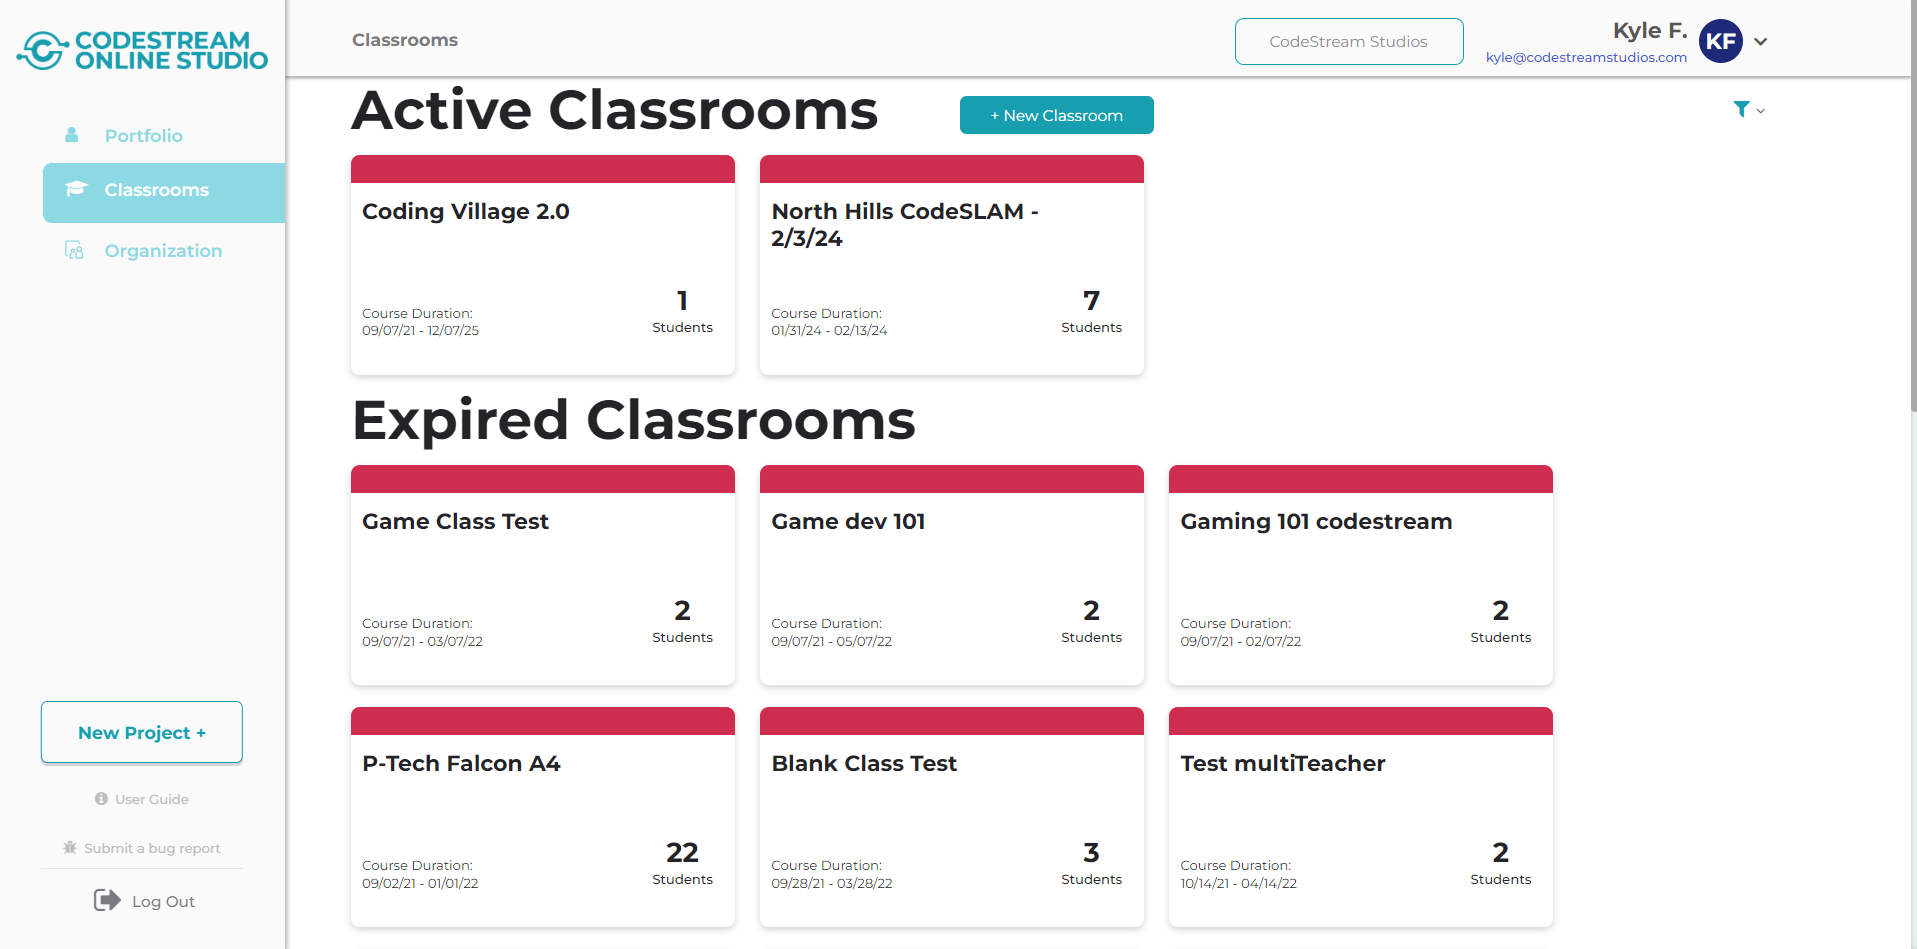 CODESTREAM
ONLINE STUDIO
Portfolio
Classrooms
Organization
New Project +
User Guide
Submit a bug report
Log Out
Classrooms
CodeStream Studios
Kyle F.
kyle@codestreamstudios.com
KF
Active Classrooms
+ New Classroom
Coding Village 2.0
Course Duration:
09/07/21 - 12/07/25
1
Students
North Hills CodeSLAM -
2/3/24
Course Duration:
01/31/24 - 02/13/24
7
Students
Expired Classrooms
Game Class Test
Course Duration:
09/07/21 - 03/07/22
2
Students
Game dev 101
Course Duration:
09/07/21 - 05/07/22
2
Students
Gaming 101 codestream
Course Duration:
09/07/21 - 02/07/22
2
Students
P-Tech Falcon A4
Course Duration:
09/02/21 - 01/01/22
22
Students
Blank Class Test
Course Duration:
09/28/21 - 03/28/22
3
Students
Test multiTeacher
Course Duration:
10/14/21 - 04/14/22
2
Students